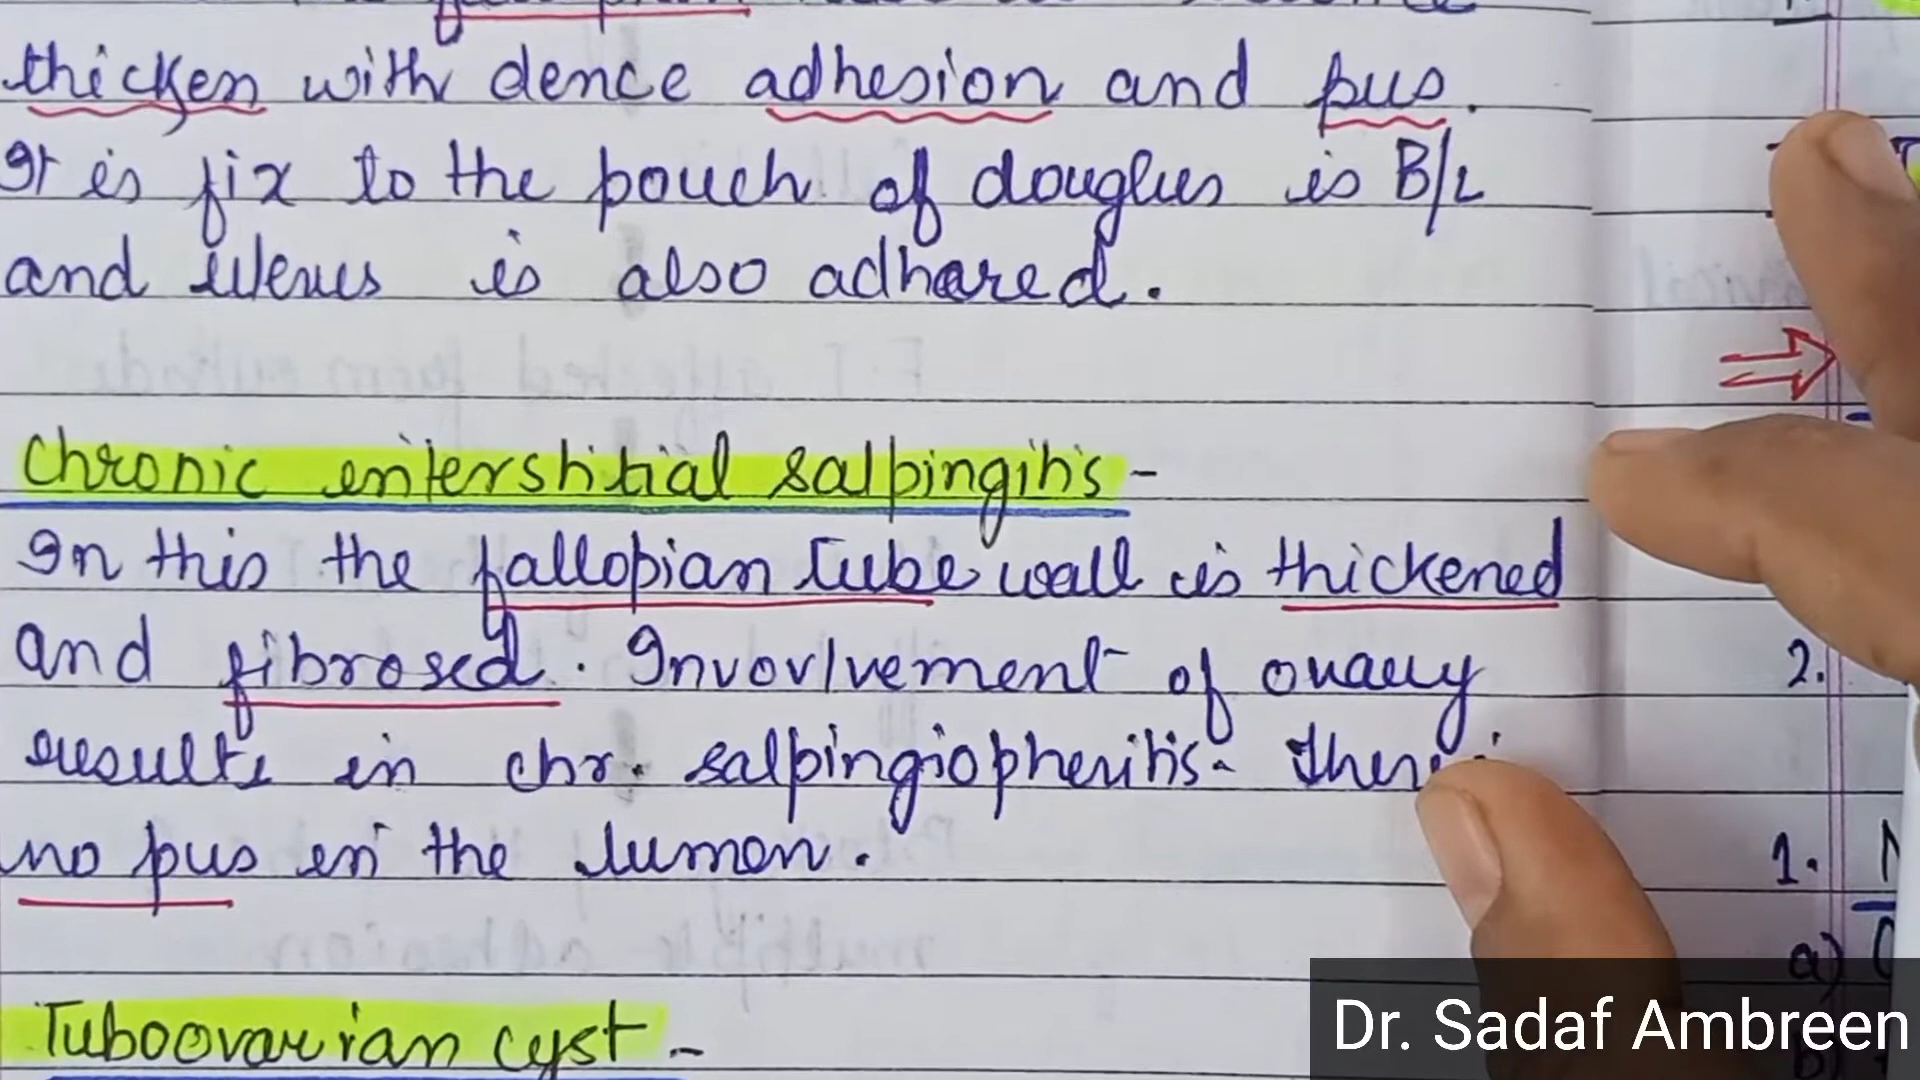 thicken with dence adhesion and pus.
It is fix to the pouch of douglus is B/L
and uterus is also adhared.
Chronic interstitial salpingitis -
In this the fallopian tube wall is thickened
and fibrosed. Invovlvement of ovary
results in chr. salpingiopheritis.
no pus in the lumen.
2.
1.
a)
Tuboovarian cyst -
Dr. Sadaf Ambreen